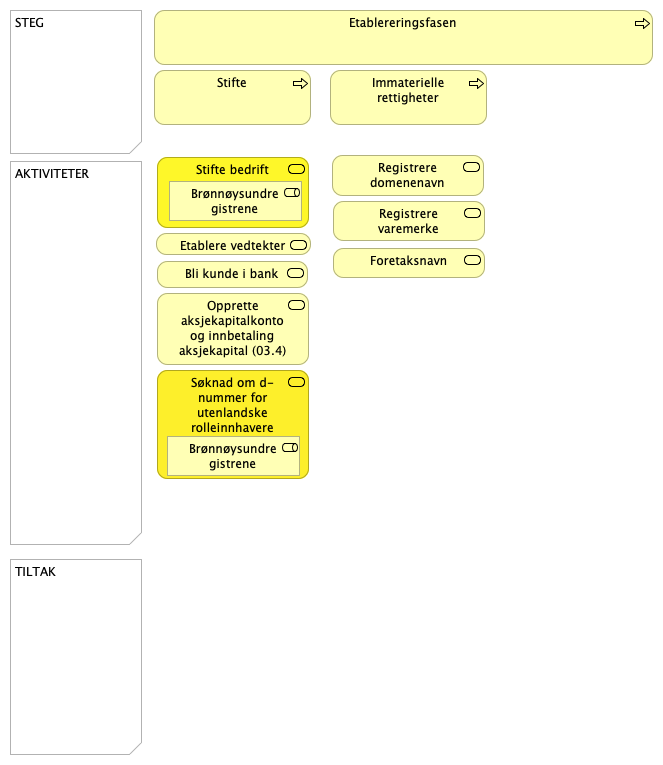 STEG
Etableringsfasen
Stifte
Immaterielle
rettigheter
AKTIVITETER
Stifte bedrift
Brønnøysundre
gistrene
Etablere vedtekter
Bli kunde i bank
Opprette
aksjekapitalkonto
og innbetaling
aksjekapital (03.4)
Søknad om d-
nummer for
utenlandske
rolleinnhavere
Brønnøysundre
gistrene
Registrere
domenenavn
Registrere
varemerke
Foretaksnavn
TILTAK